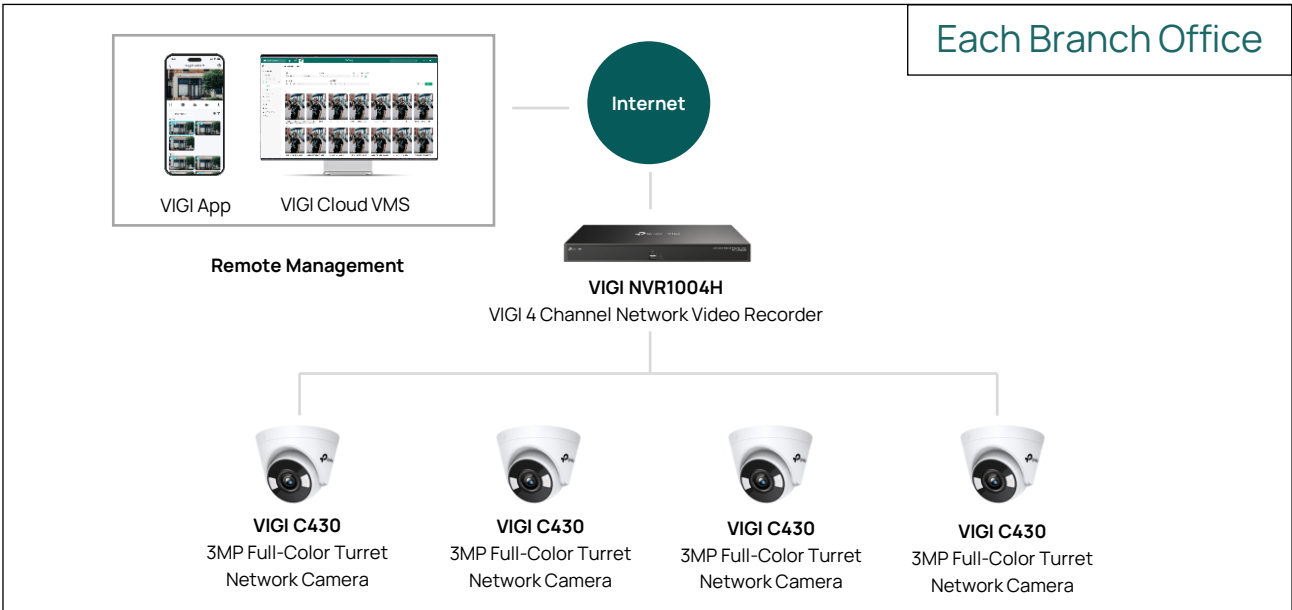 Each Branch Office
Internet
VIGI App
VIGI Cloud VMS
Remote Management
VIGI NVR1004H
VIGI 4 Channel Network Video Recorder
VIGI C430
3MP Full-Color Turret
Network Camera
VIGI C430
3MP Full-Color Turret
Network Camera
VIGI C430
3MP Full-Color Turret
Network Camera
VIGI C430
3MP Full-Color Turret
Network Camera